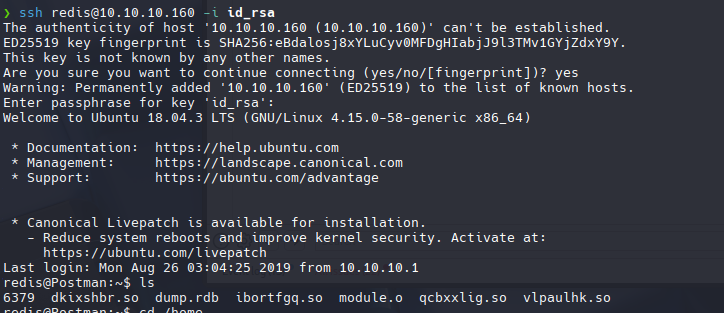 ❯ ssh redis@10.10.10.160 -i id_rsa
The authenticity of host '10.10.10.160 (10.10.10.160)' can't be established.
ED25519 key fingerprint is SHA256:eBdalosj8xYLuCyv0MFDgHIabjJ9l3TMv1GYjZdxY9Y.
This key is not known by any other names.
Are you sure you want to continue connecting (yes/no/[fingerprint])? yes
Warning: Permanently added '10.10.10.160' (ED25519) to the list of known hosts.
Enter passphrase for key 'id_rsa':
Welcome to Ubuntu 18.04.3 LTS (GNU/Linux 4.15.0-58-generic x86_64)
* Documentation: https://help.ubuntu.com
* Management: https://landscape.canonical.com
* Support: https://ubuntu.com/advantage
* Canonical Livepatch is available for installation.
- Reduce system reboots and improve kernel security. Activate at:
https://ubuntu.com/livepatch
Last login: Mon Aug 26 03:04:25 2019 from 10.10.10.1
redis@Postman:~$ ls
6379 dkixshbr.so dump.rdb ibortfgq.so module.o qcbxxlig.so vlpaulhk.so
redis@Postman:~$ cd /home